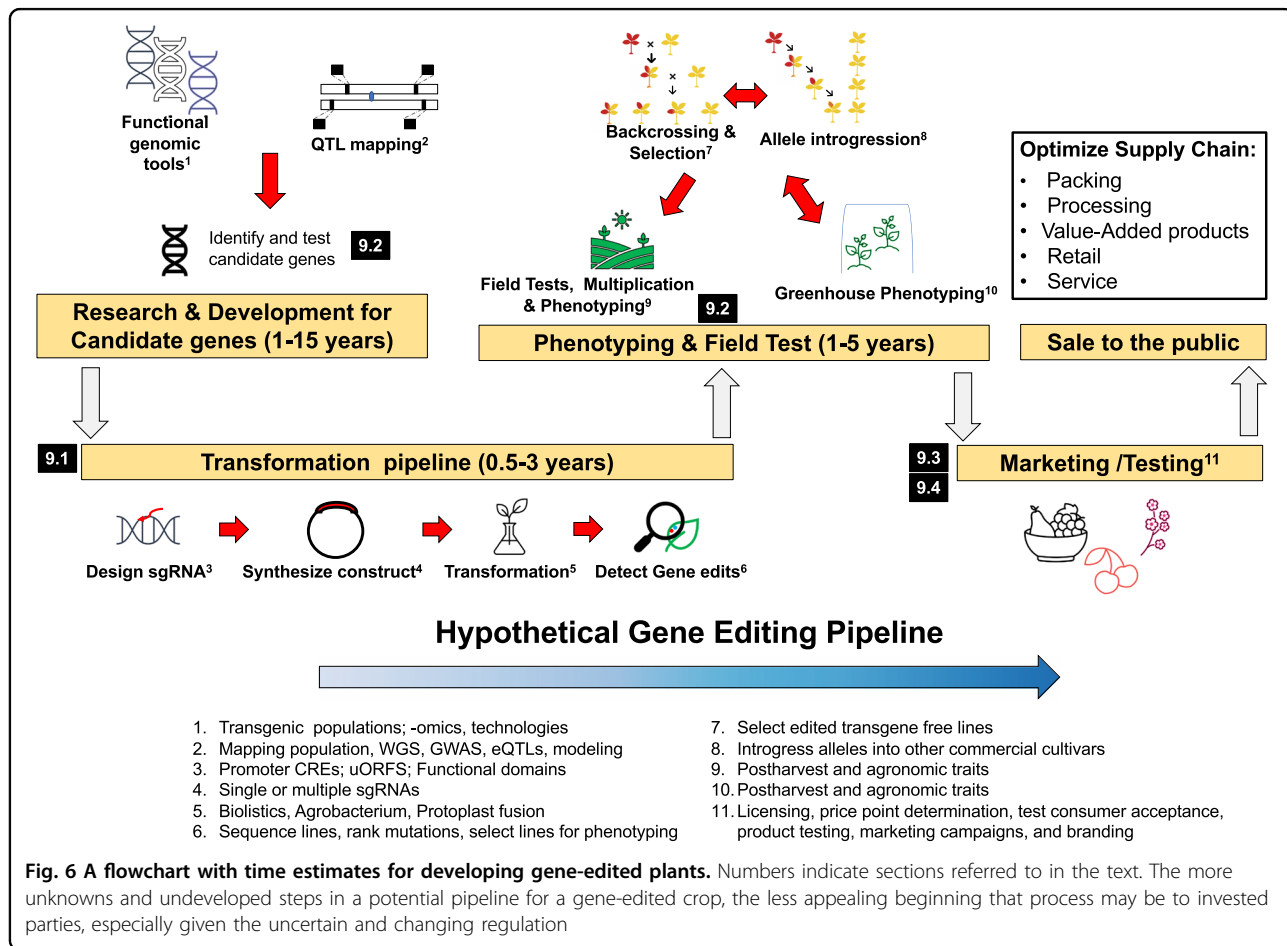 Functional
genomic
tools1
QTL mapping2
Identify and test
candidate genes
9.2
Research & Development for
Candidate genes (1-15 years)
Backcrossing &
Selection7
Allele introgression8
Field Tests, Multiplication
& Phenotyping9
9.2
Greenhouse Phenotyping10
Phenotyping & Field Test (1-5 years)
Optimize Supply Chain:
• Packing
• Processing
• Value-Added products
• Retail
• Service
Sale to the public
9.1
Transformation pipeline (0.5-3 years)
Design sgRNA3
Synthesize construct4
Transformation5
Detect Gene edits6
9.3
9.4
Marketing /Testing11
Hypothetical Gene Editing Pipeline
1. Transgenic populations; -omics, technologies
2. Mapping population, WGS, GWAS, eQTLs, modeling
3. Promoter CREs; uORFS; Functional domains
4. Single or multiple sgRNAs
5. Biolistics, Agrobacterium, Protoplast fusion
6. Sequence lines, rank mutations, select lines for phenotyping
7. Select edited transgene free lines
8. Introgress alleles into other commercial cultivars
9. Postharvest and agronomic traits
10. Postharvest and agronomic traits
11. Licensing, price point determination, test consumer acceptance,
product testing, marketing campaigns, and branding
Fig. 6 A flowchart with time estimates for developing gene-edited plants. Numbers indicate sections referred to in the text. The more
unknowns and undeveloped steps in a potential pipeline for a gene-edited crop, the less appealing beginning that process may be to invested
parties, especially given the uncertain and changing regulation